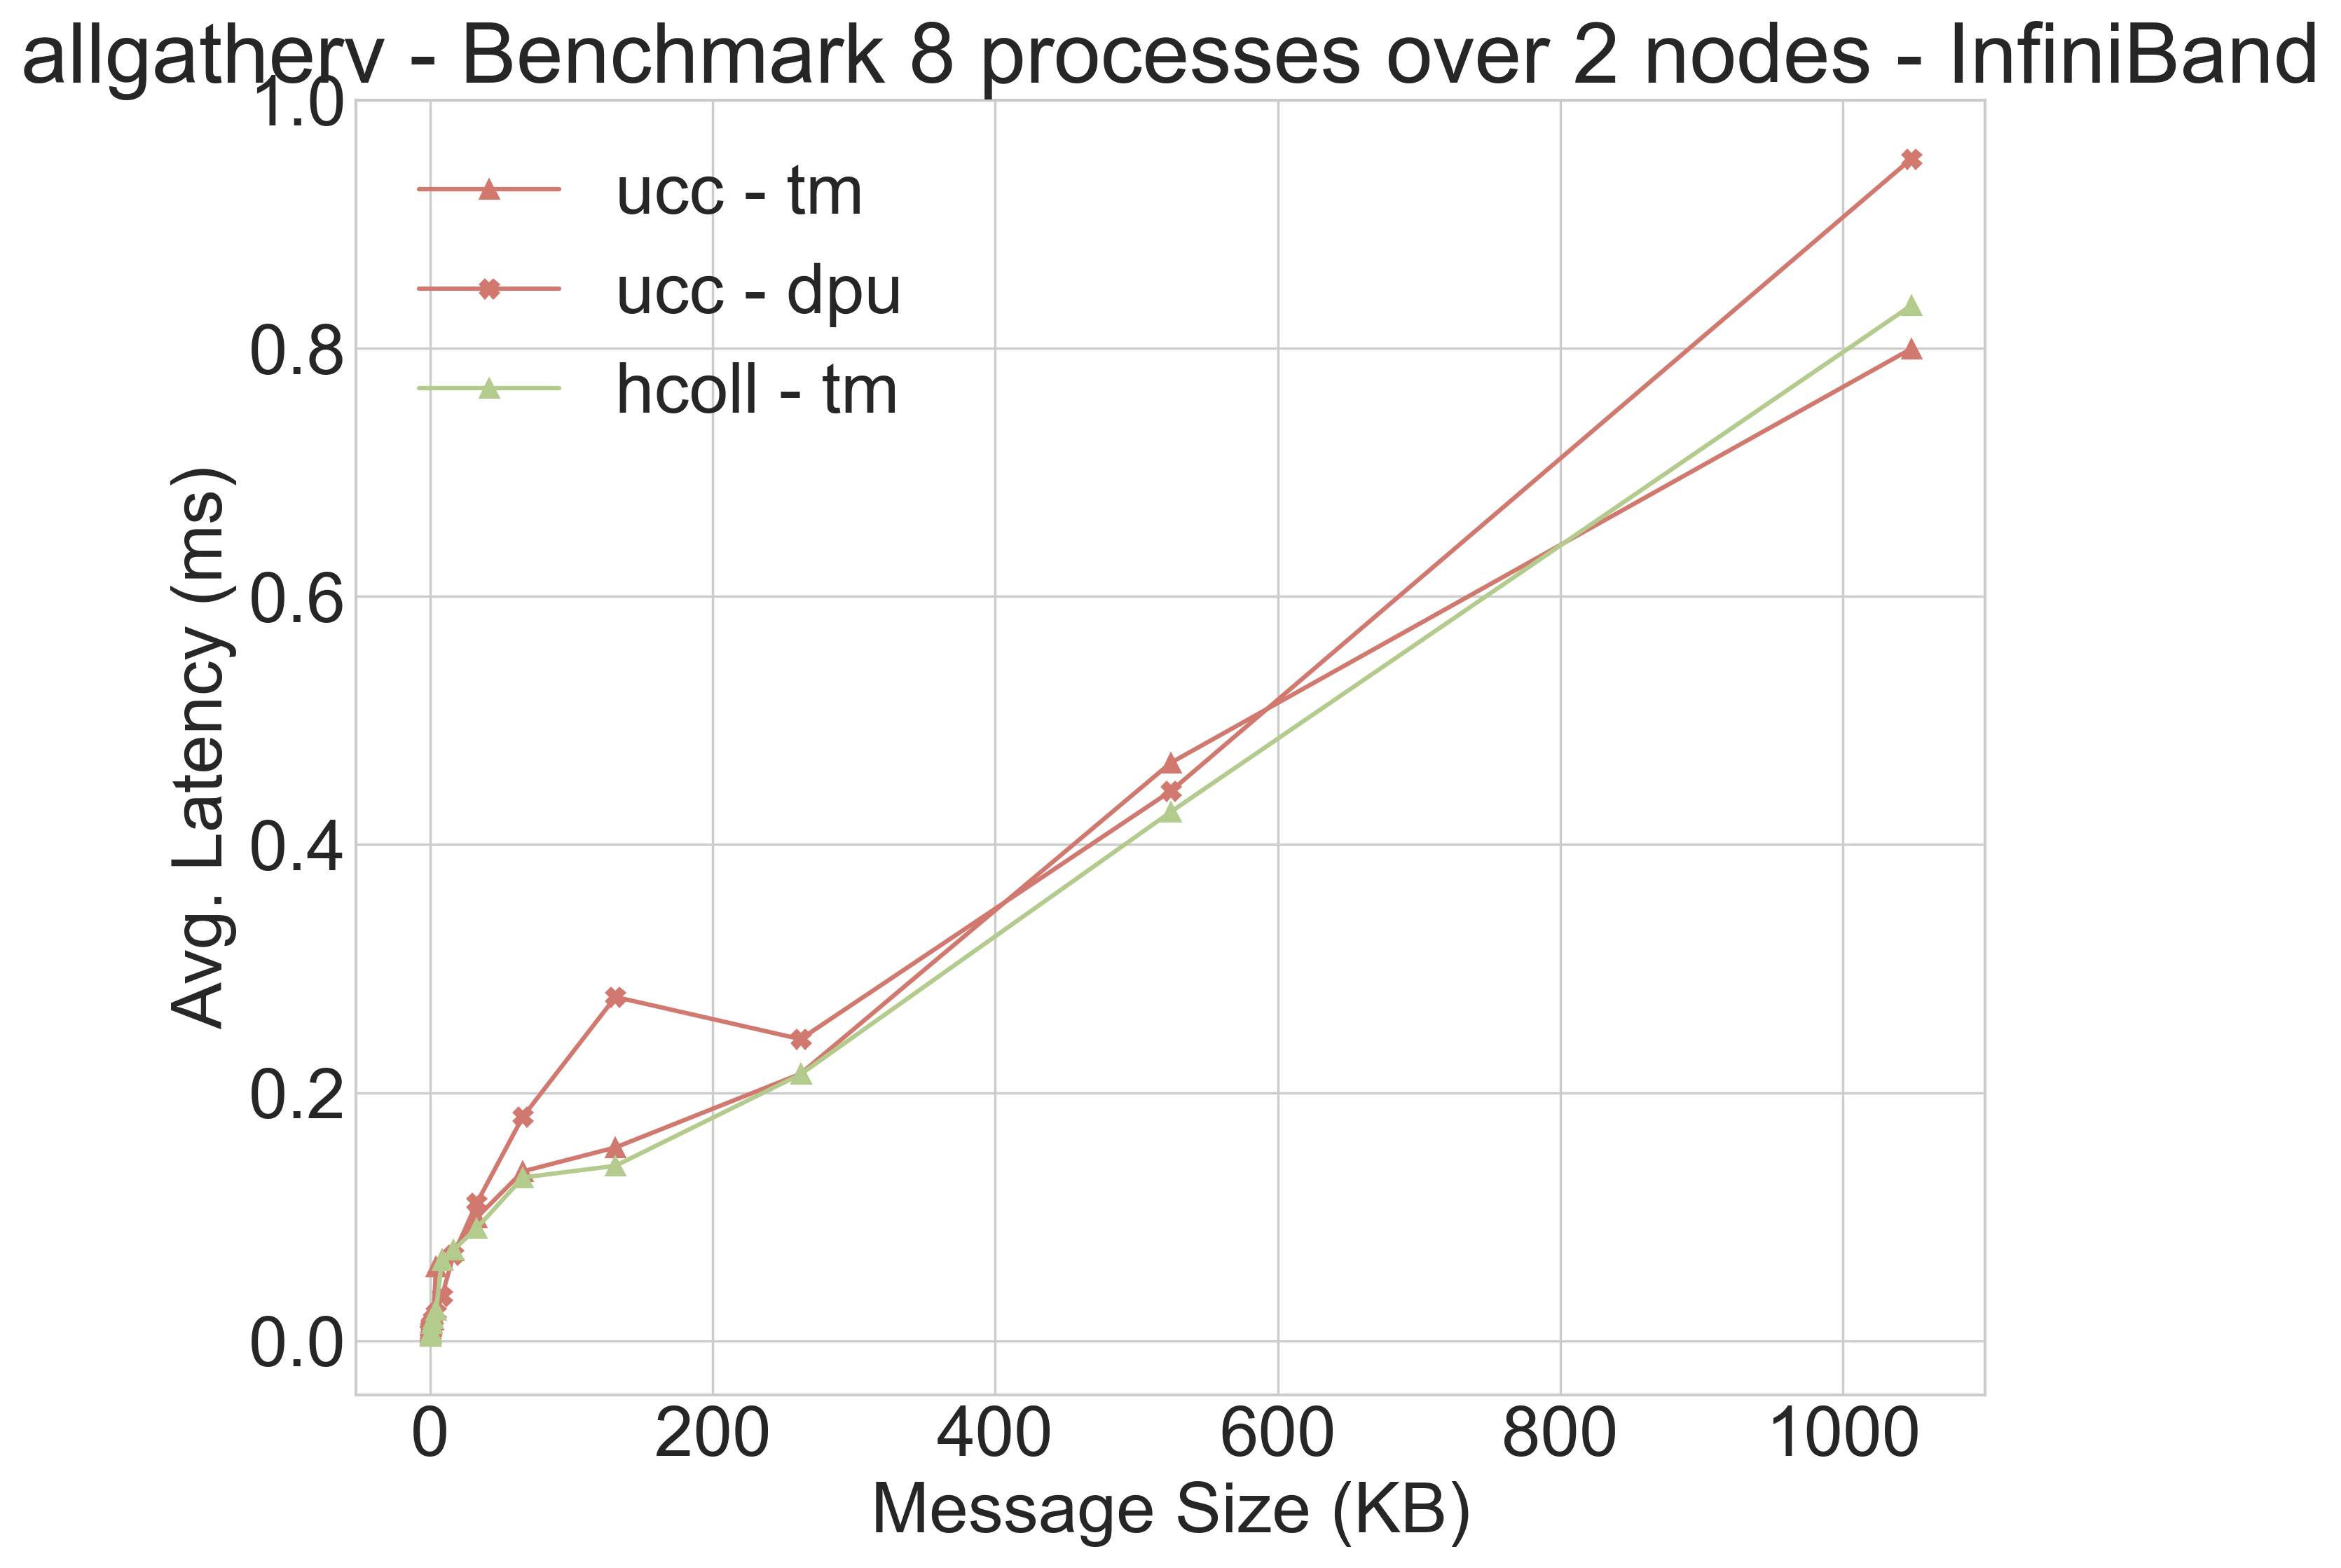 allgatherv - Benchmark 8 processes over 2 nodes - InfiniBand
1.0
0.8
0.6
0.4
0.2
0.0
Avg. Latency (ms)
ucc - tm
ucc - dpu
hcoll - tm
0 200 400 600 800 1000
Message Size (KB)